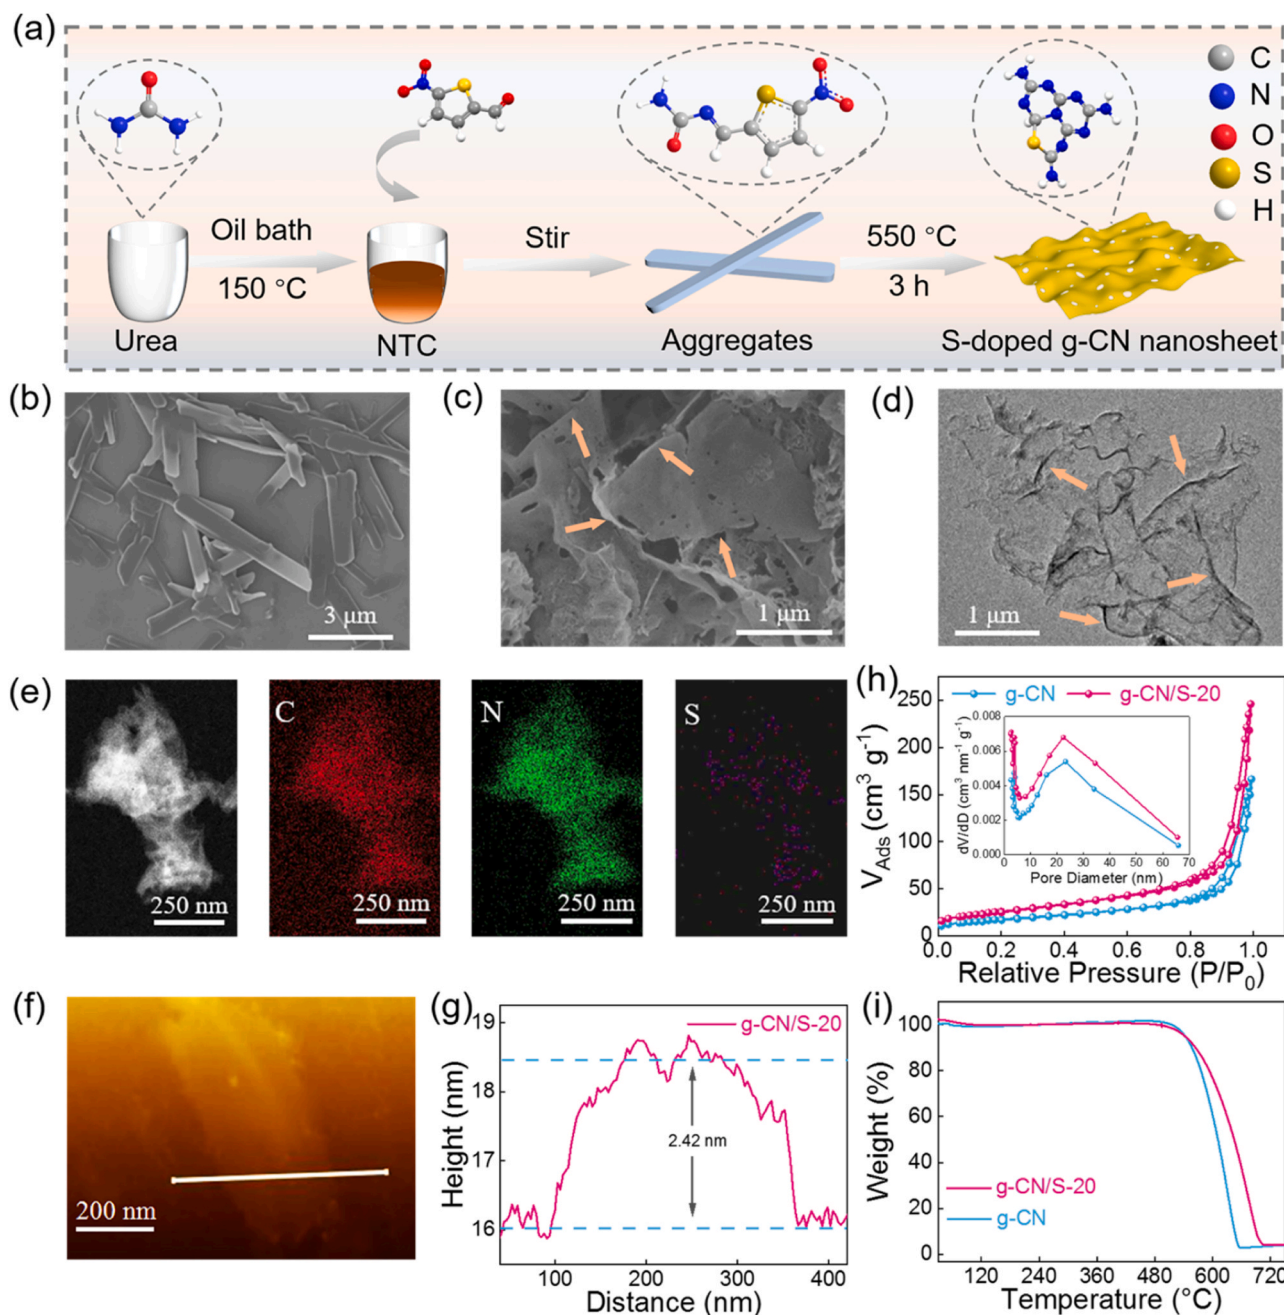 (a)
C
N
O
S
H
Oil bath
150 °C
Stir
550 °C
3 h
Urea
NTC
Aggregates
S-doped g-CN nanosheet
(b)
3 μm
(c)
1 μm
(d)
1 μm
(e)
250 nm
C
250 nm
N
250 nm
S
250 nm
(h)
g-CN
g-CN/S-20
V_Ads (cm³ g⁻¹)
250
200
150
100
50
0
0.0 0.2 0.4 0.6 0.8 1.0
Relative Pressure (P/P₀)
dV/dD (cm³ nm⁻¹ g⁻¹)
0.008
0.006
0.004
0.002
0.000
0 10 20 30 40 50 60 70
Pore Diameter (nm)
(f)
200 nm
(g)
g-CN/S-20
Height (nm)
19
18
17
16
2.42 nm
100 200 300 400
Distance (nm)
(i)
Weight (%)
100
80
60
40
20
0
g-CN/S-20
g-CN
120 240 360 480 600 720
Temperature (°C)